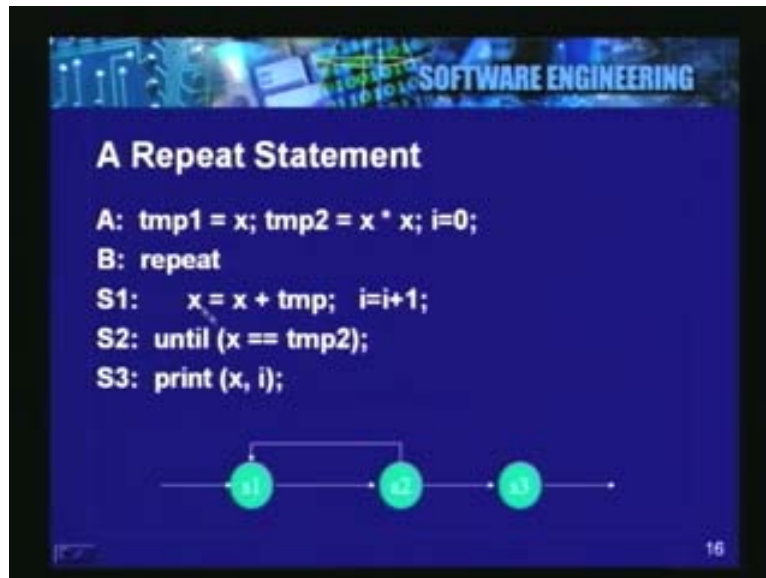 SOFTWARE ENGINEERING
A Repeat Statement
A: tmp1 = x; tmp2 = x * x; i=0;
B: repeat
S1: x = x + tmp; i=i+1;
S2: until (x == tmp2);
S3: print (x, i);
s1 s2 s3
16